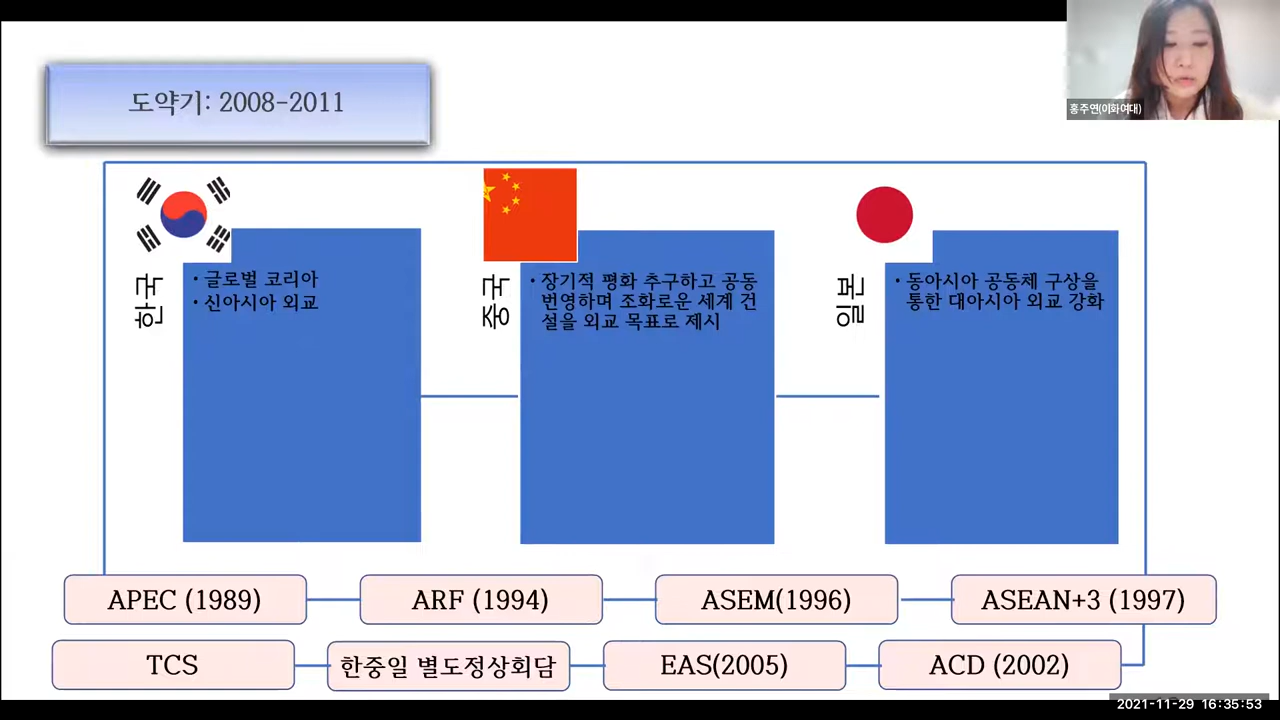 홍주연(이화여대)
도약기: 2008-2011
한국
• 글로벌 코리아
• 신아시아 외교
중국
• 장기적 평화 추구하고 공동
번영하며 조화로운 세계 건
설을 외교 목표로 제시
일본
• 동아시아 공동체 구상을
통한 대아시아 외교 강화
APEC (1989)
ARF (1994)
ASEM(1996)
ASEAN+3 (1997)
TCS
한중일 별도정상회담
EAS(2005)
ACD (2002)
2021-11-29 16:35:53